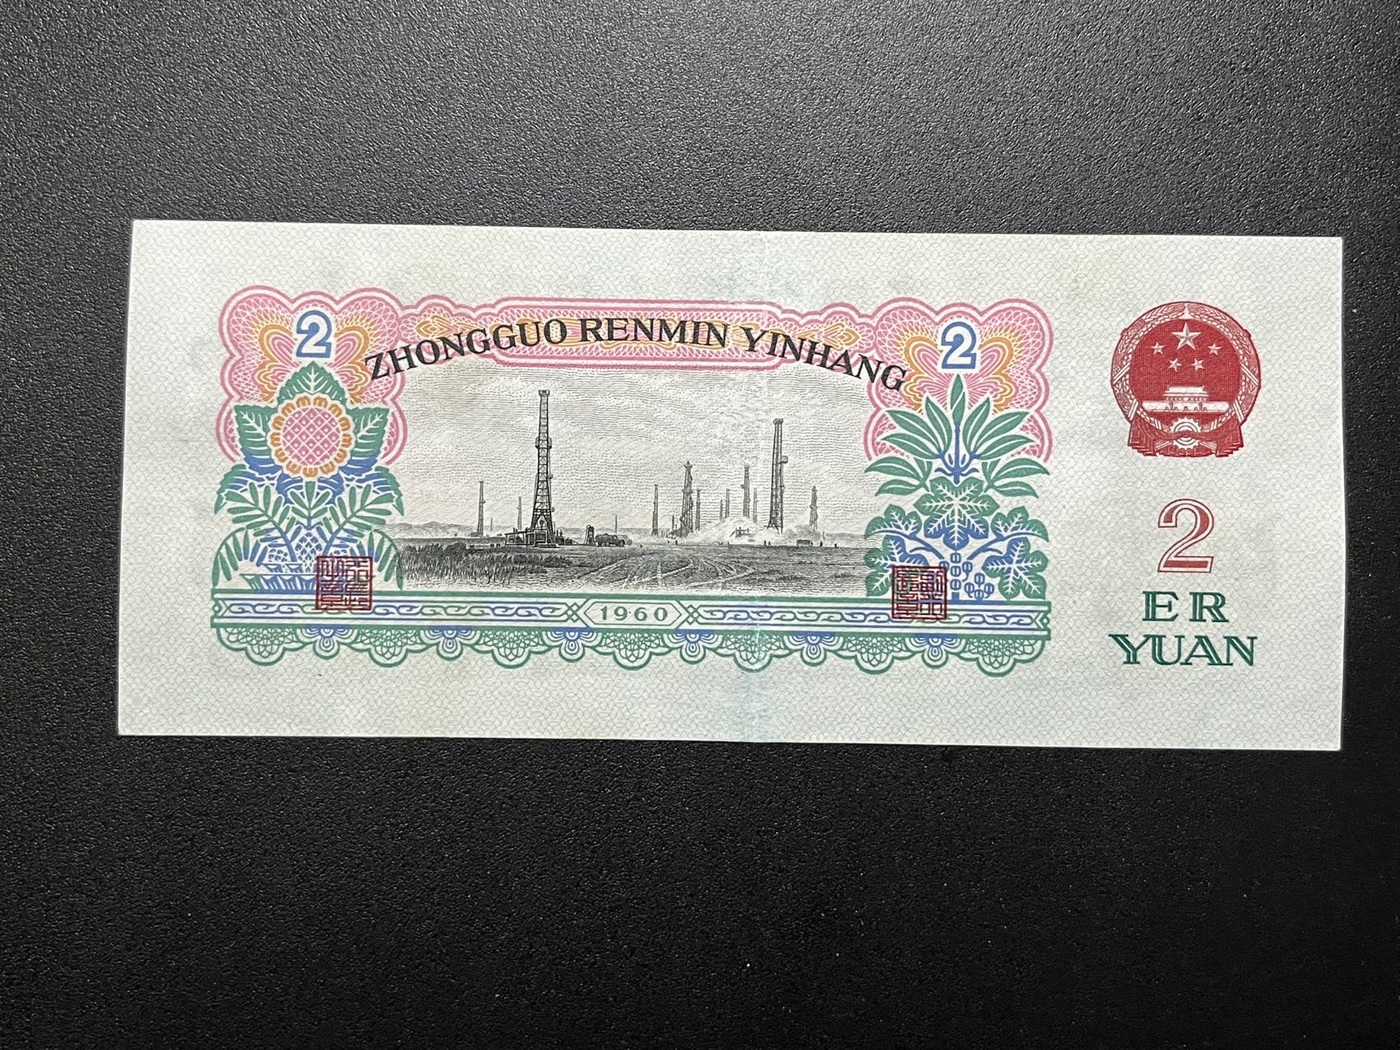 2
2
ZHONGGUO RENMIN YINHANG
1960
2
ER
YUAN